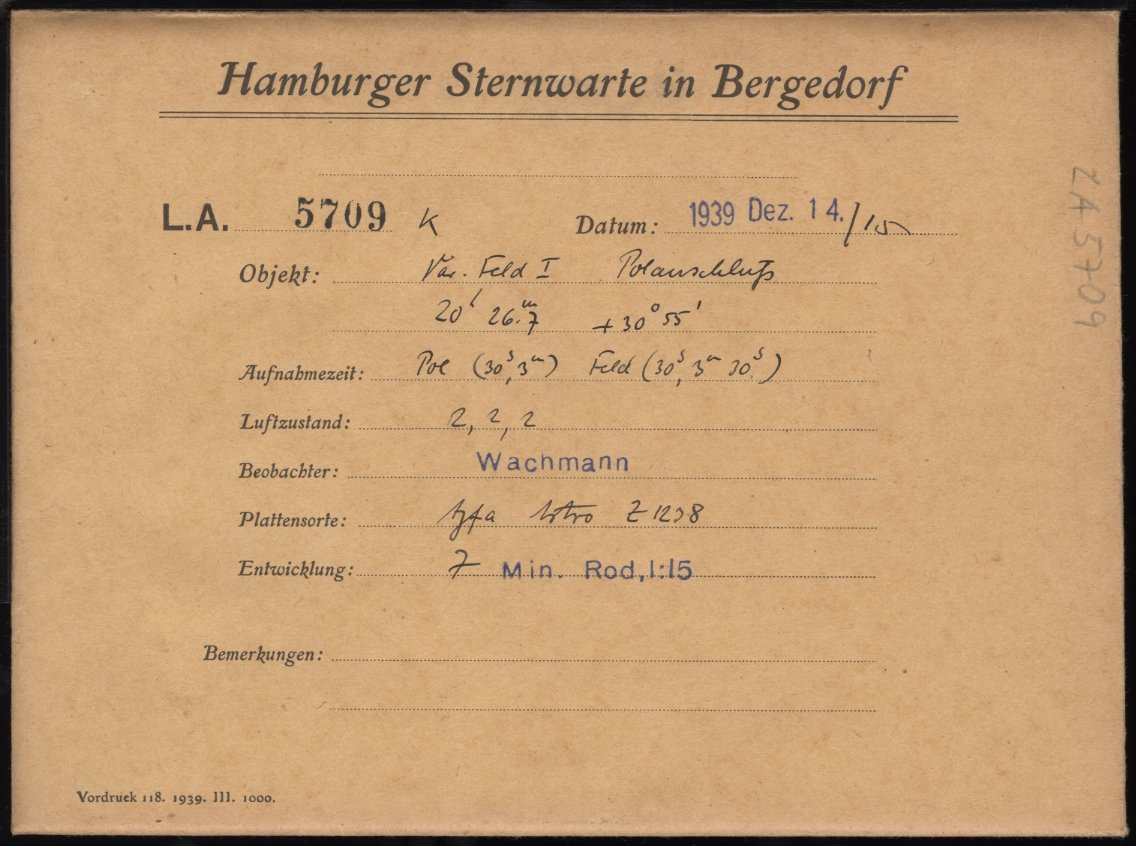 Hamburger Sternwarte in Bergedorf
L.A. 5709 K Datum: 1939 Dez. 14./15
Objekt: Var. Feld I Polanschluß
20ʰ 26.ᵐ7 +30° 55'
Aufnahmezeit: Pol (30ˢ, 3ᵐ) Feld (30ˢ, 3ᵐ 30ˢ)
Luftzustand: 2, 2, 2
Beobachter: Wachmann
Plattensorte: Agfa Astro Z 1238
Entwicklung: 7 Min. Rod, 1:15
Bemerkungen:
Vordruck 118. 1939. III. 1000.
LA 5709